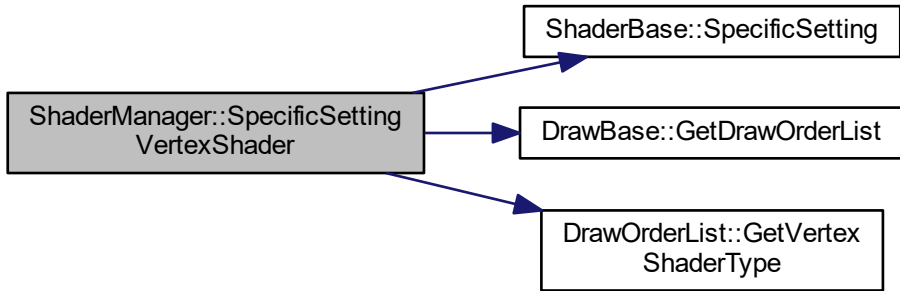 ShaderManager::SpecificSetting
VertexShader
ShaderBase::SpecificSetting
DrawBase::GetDrawOrderList
DrawOrderList::GetVertex
ShaderType